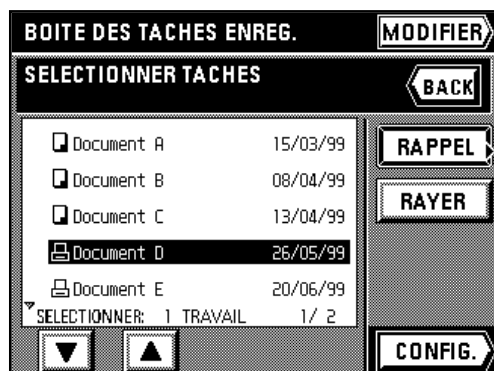 BOITE DES TACHES ENREG.
MODIFIER
SELECTIONNER TACHES
BACK
Document A 15/03/99
RAPPEL
Document B 08/04/99
RAYER
Document C 13/04/99
Document D 26/05/99
Document E 20/06/99
SELECTIONNER: 1 TRAVAIL 1/ 2
CONFIG.